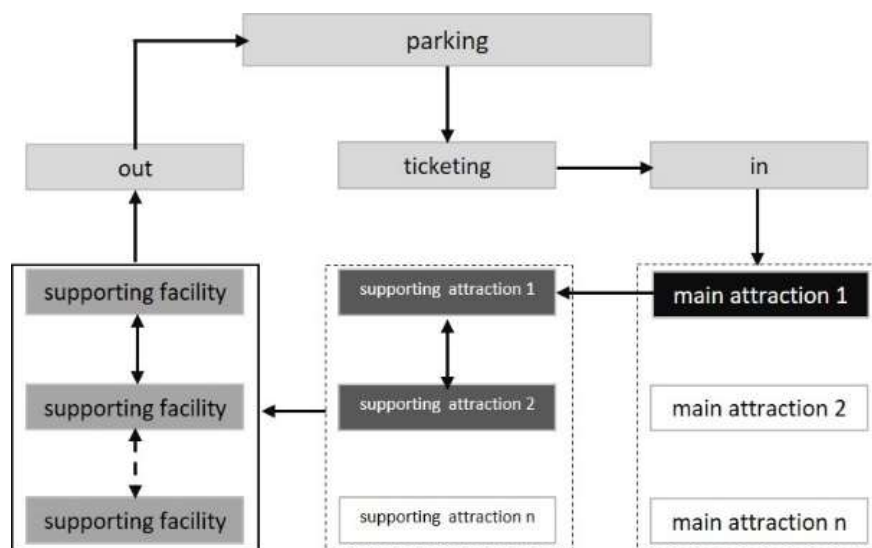 parking
out
ticketing
in
supporting facility
supporting attraction 1
main attraction 1
supporting facility
supporting attraction 2
main attraction 2
supporting facility
supporting attraction n
main attraction n